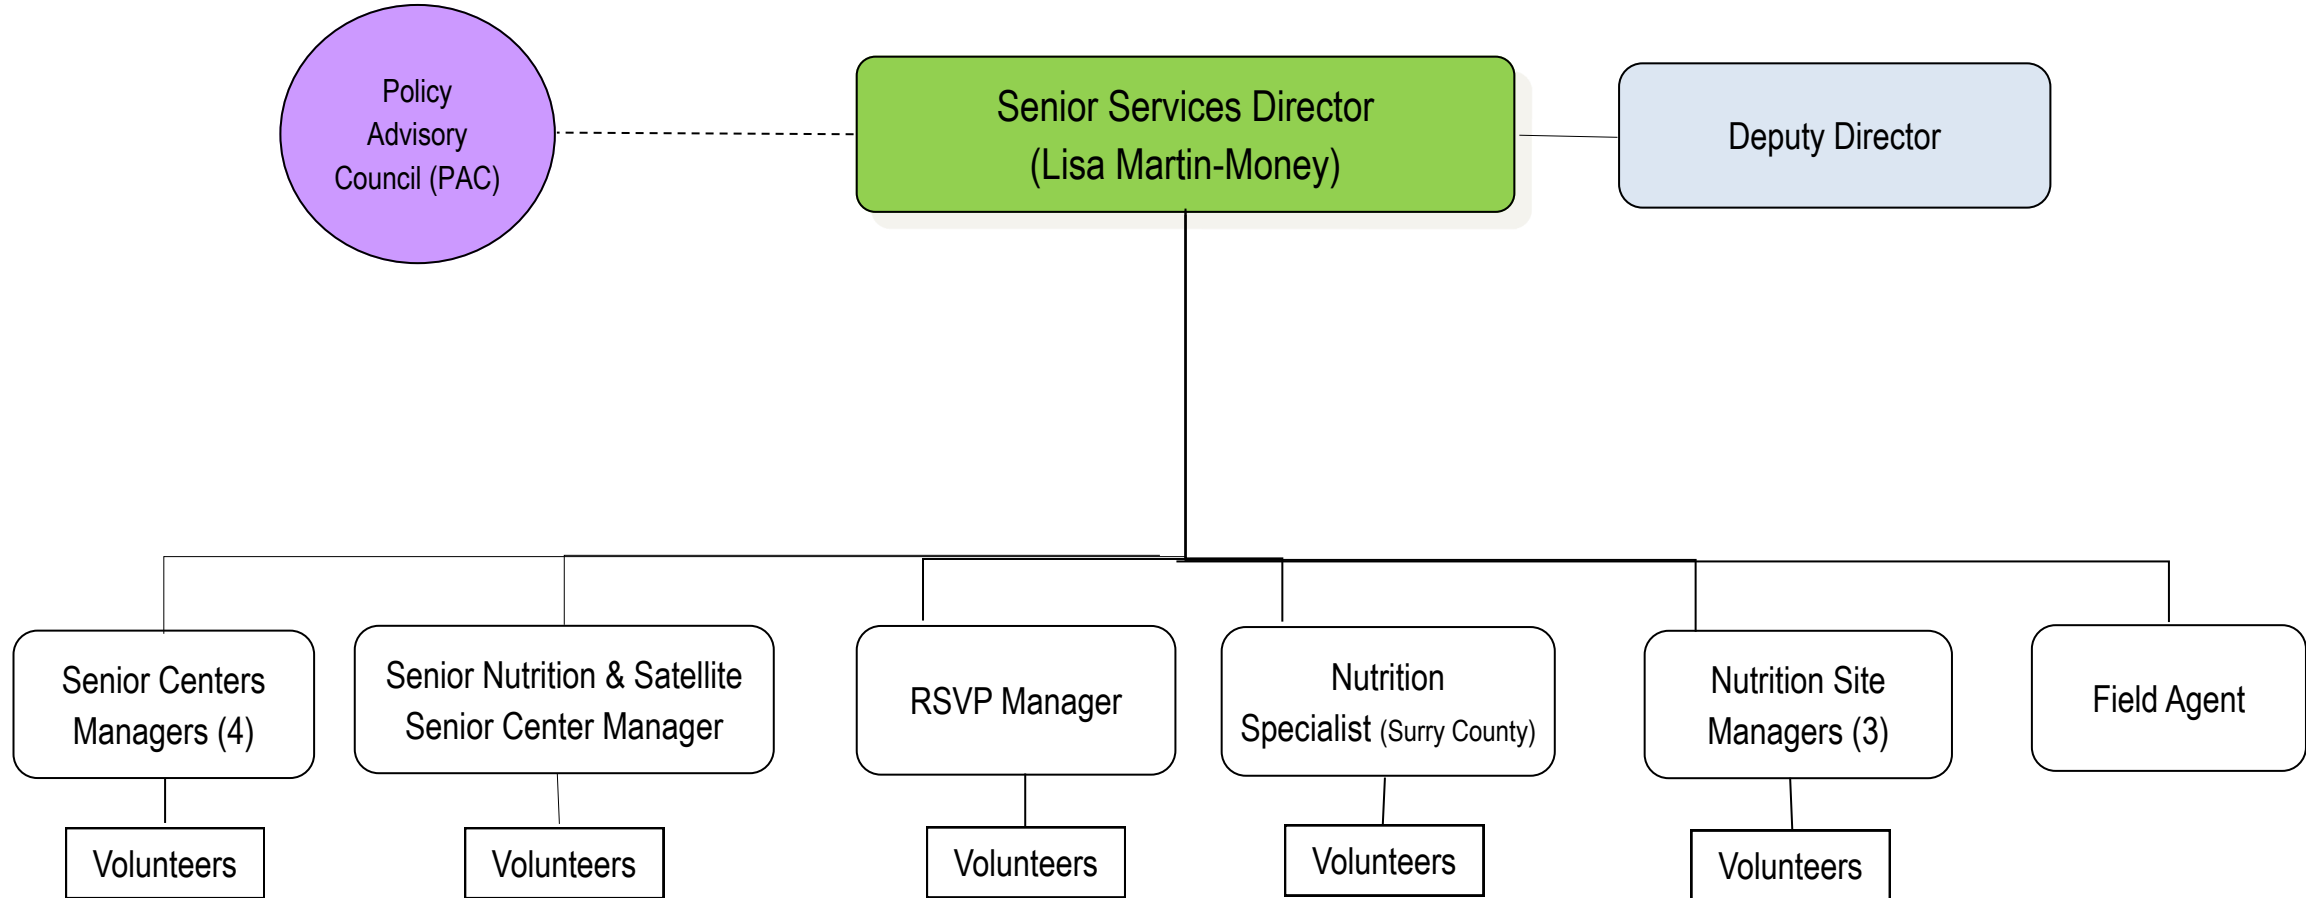 Policy
Advisory
Council (PAC)
Senior Services Director
(Lisa Martin-Money)
Deputy Director
Senior Centers
Managers (4)
Senior Nutrition & Satellite
Senior Center Manager
RSVP Manager
Nutrition
Specialist (Surry County)
Nutrition Site
Managers (3)
Field Agent
Volunteers
Volunteers
Volunteers
Volunteers
Volunteers